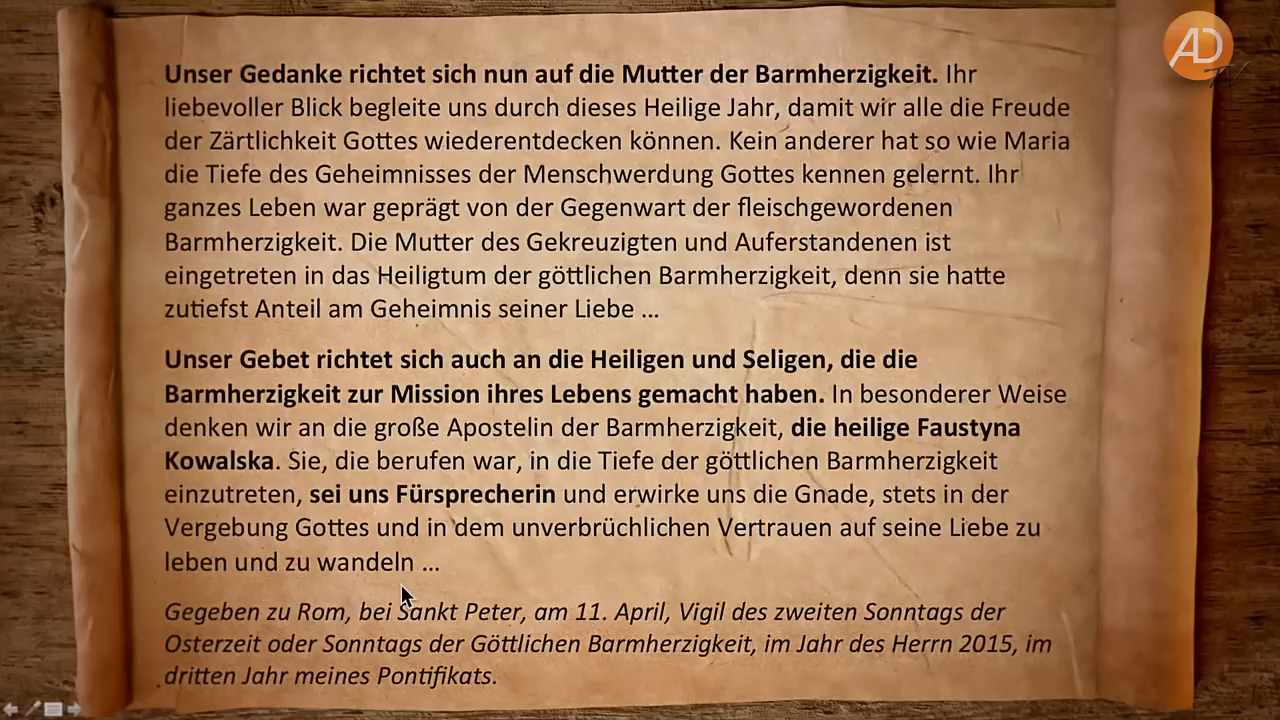 AD
TV
Unser Gedanke richtet sich nun auf die Mutter der Barmherzigkeit. Ihr
liebevoller Blick begleite uns durch dieses Heilige Jahr, damit wir alle die Freude
der Zärtlichkeit Gottes wiederentdecken können. Kein anderer hat so wie Maria
die Tiefe des Geheimnisses der Menschwerdung Gottes kennen gelernt. Ihr
ganzes Leben war geprägt von der Gegenwart der fleischgewordenen
Barmherzigkeit. Die Mutter des Gekreuzigten und Auferstandenen ist
eingetreten in das Heiligtum der göttlichen Barmherzigkeit, denn sie hatte
zutiefst Anteil am Geheimnis seiner Liebe ...
Unser Gebet richtet sich auch an die Heiligen und Seligen, die die
Barmherzigkeit zur Mission ihres Lebens gemacht haben. In besonderer Weise
denken wir an die große Apostelin der Barmherzigkeit, die heilige Faustyna
Kowalska. Sie, die berufen war, in die Tiefe der göttlichen Barmherzigkeit
einzutreten, sei uns Fürsprecherin und erwirke uns die Gnade, stets in der
Vergebung Gottes und in dem unverbrüchlichen Vertrauen auf seine Liebe zu
leben und zu wandeln ...
Gegeben zu Rom, bei Sankt Peter, am 11. April, Vigil des zweiten Sonntags der
Osterzeit oder Sonntags der Göttlichen Barmherzigkeit, im Jahr des Herrn 2015, im
dritten Jahr meines Pontifikats.